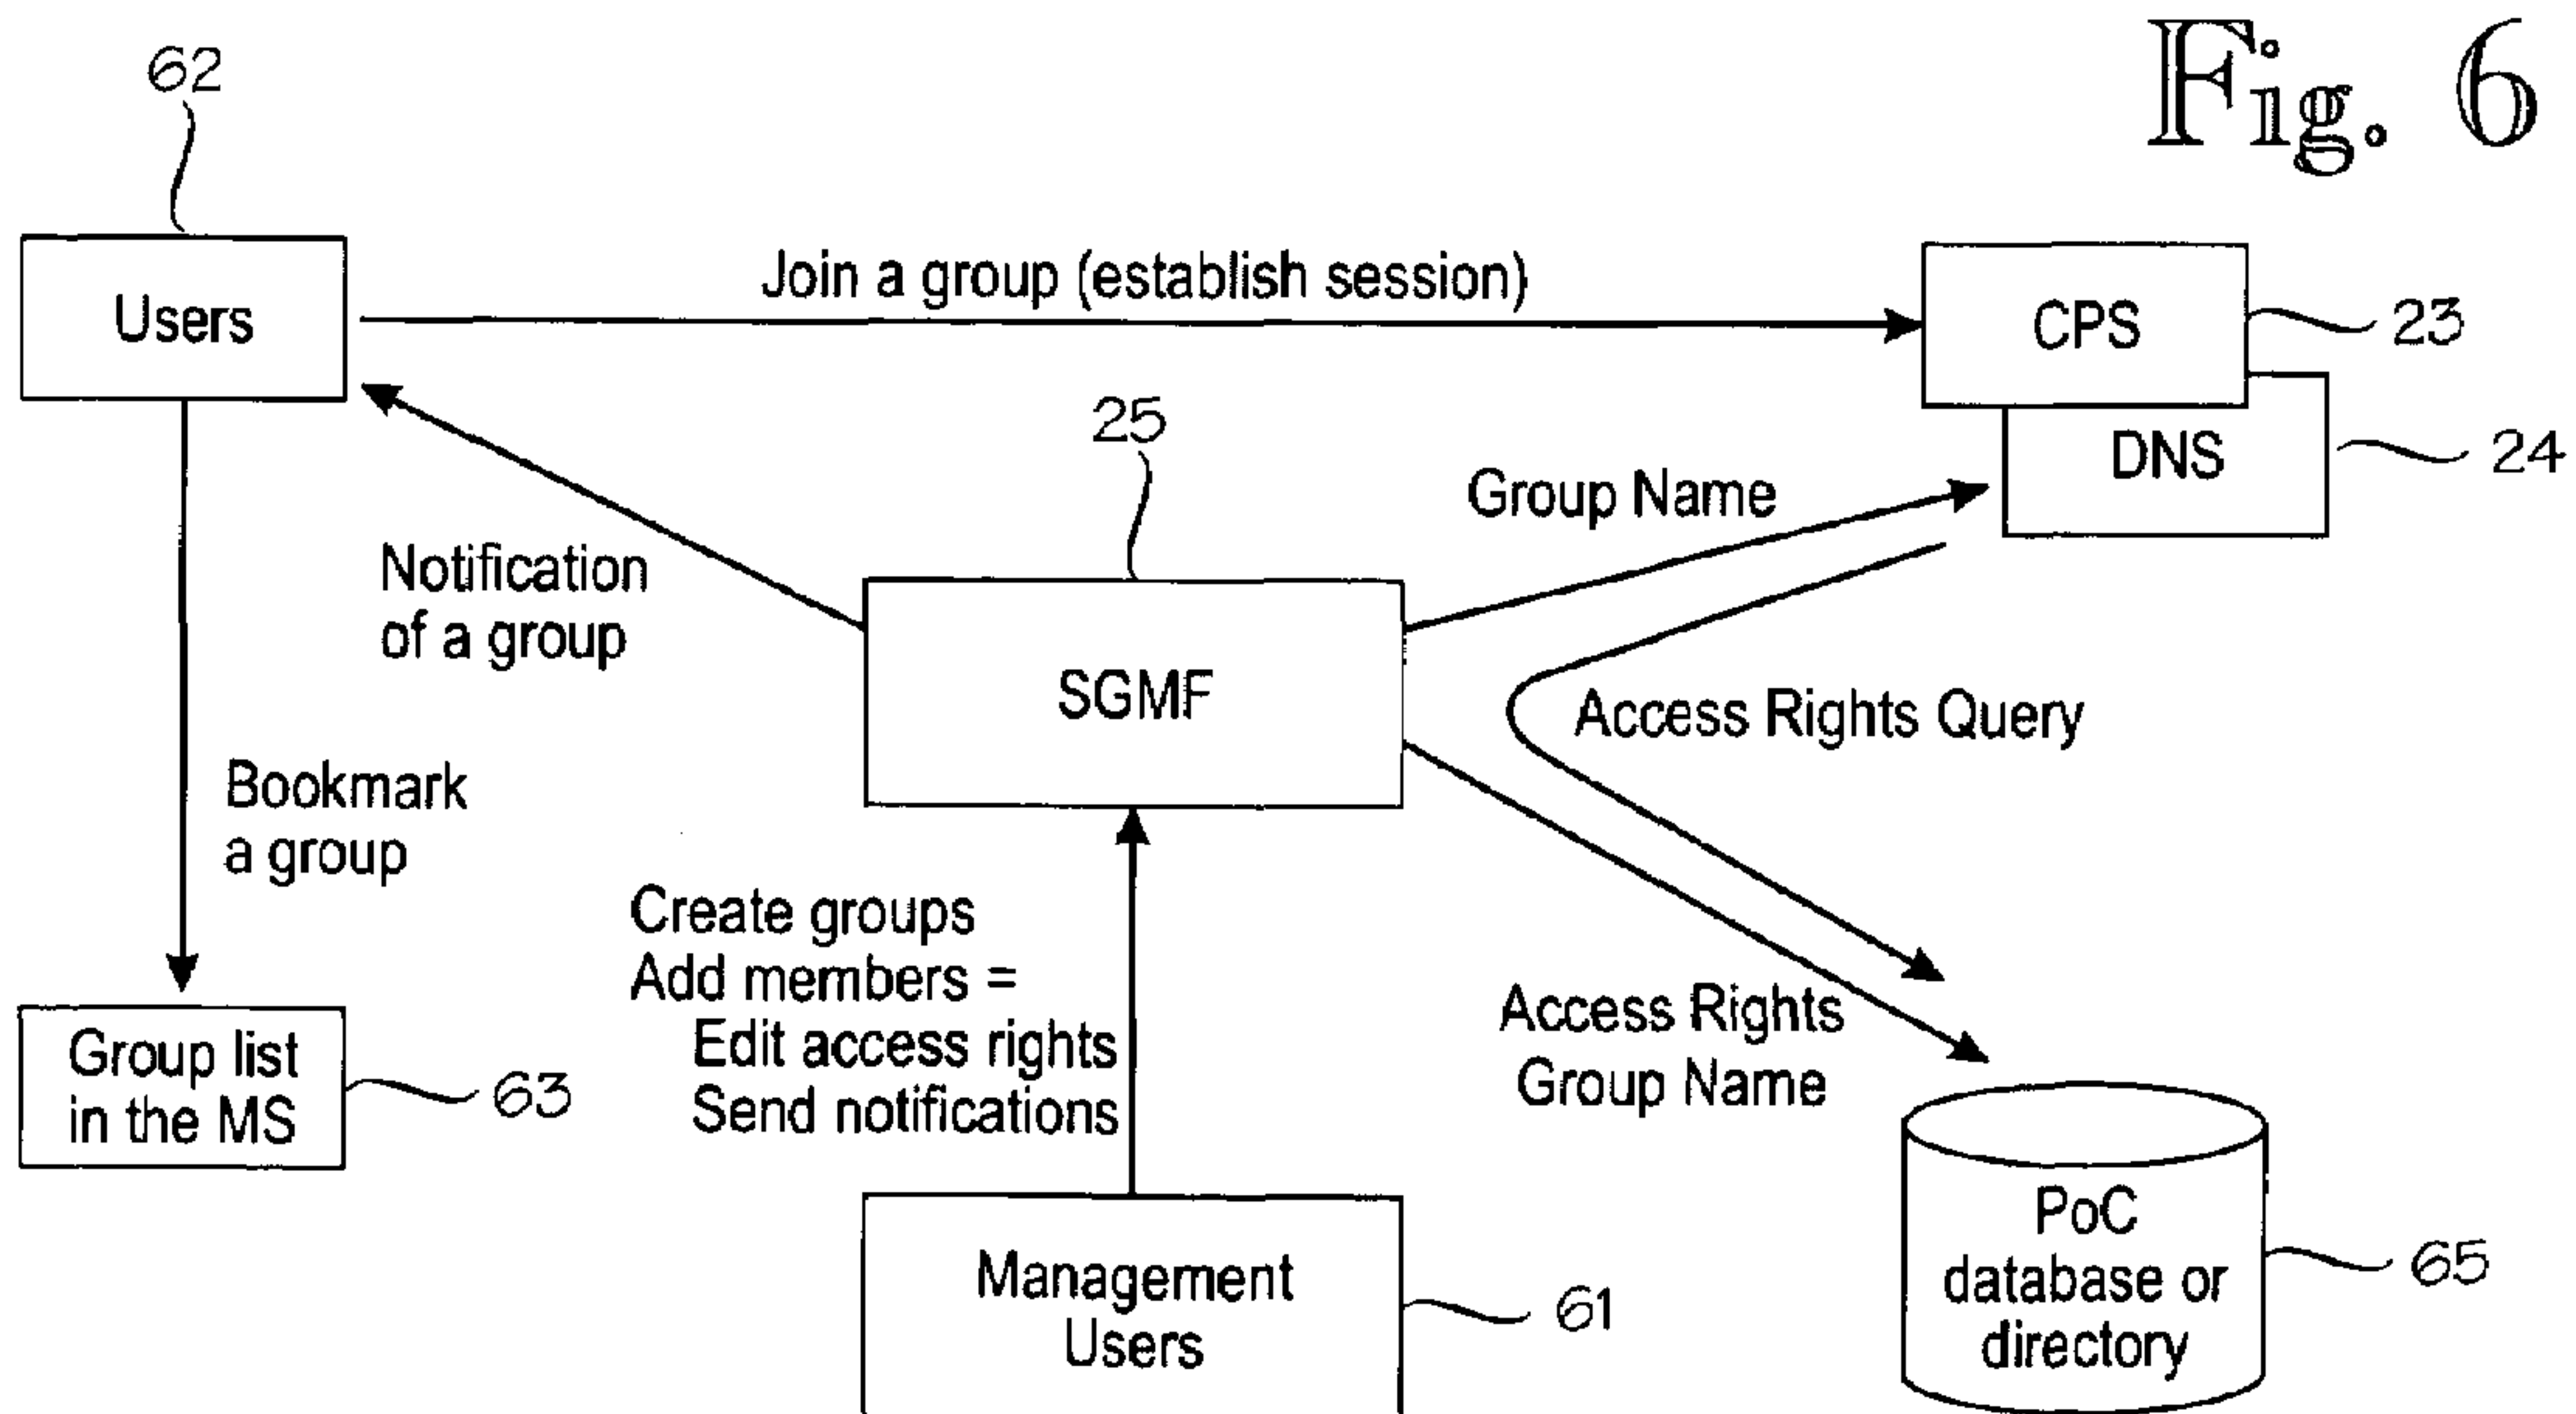 Fig. 6
62
Users
Join a group (establish session)
CPS
23
DNS
24
25
Group Name
Notification
of a group
SGMF
Access Rights Query
Bookmark
a group
Create groups
Add members =
Edit access rights
Send notifications
Access Rights
Group Name
Group list
in the MS
63
Management
Users
61
PoC
database or
directory
65